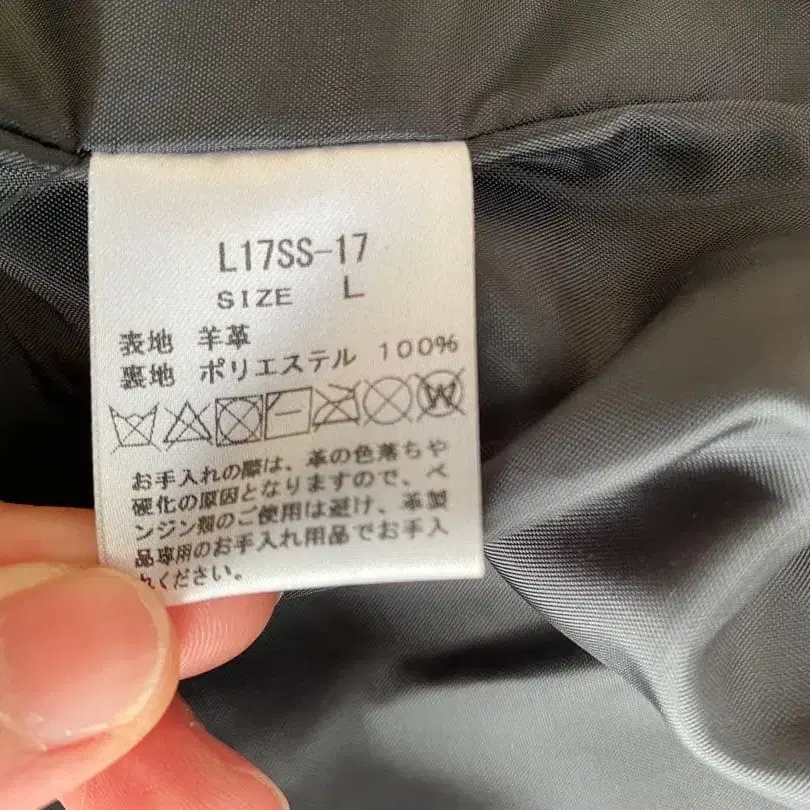 L17SS-17
SIZE L
表地 羊革
裏地 ポリエステル 100%
お手入れの際は、革の色落ちや
硬化の原因となりますので、ベ
ンジン類のご使用は避け、革製
品専用のお手入れ用品でお手入
れください。